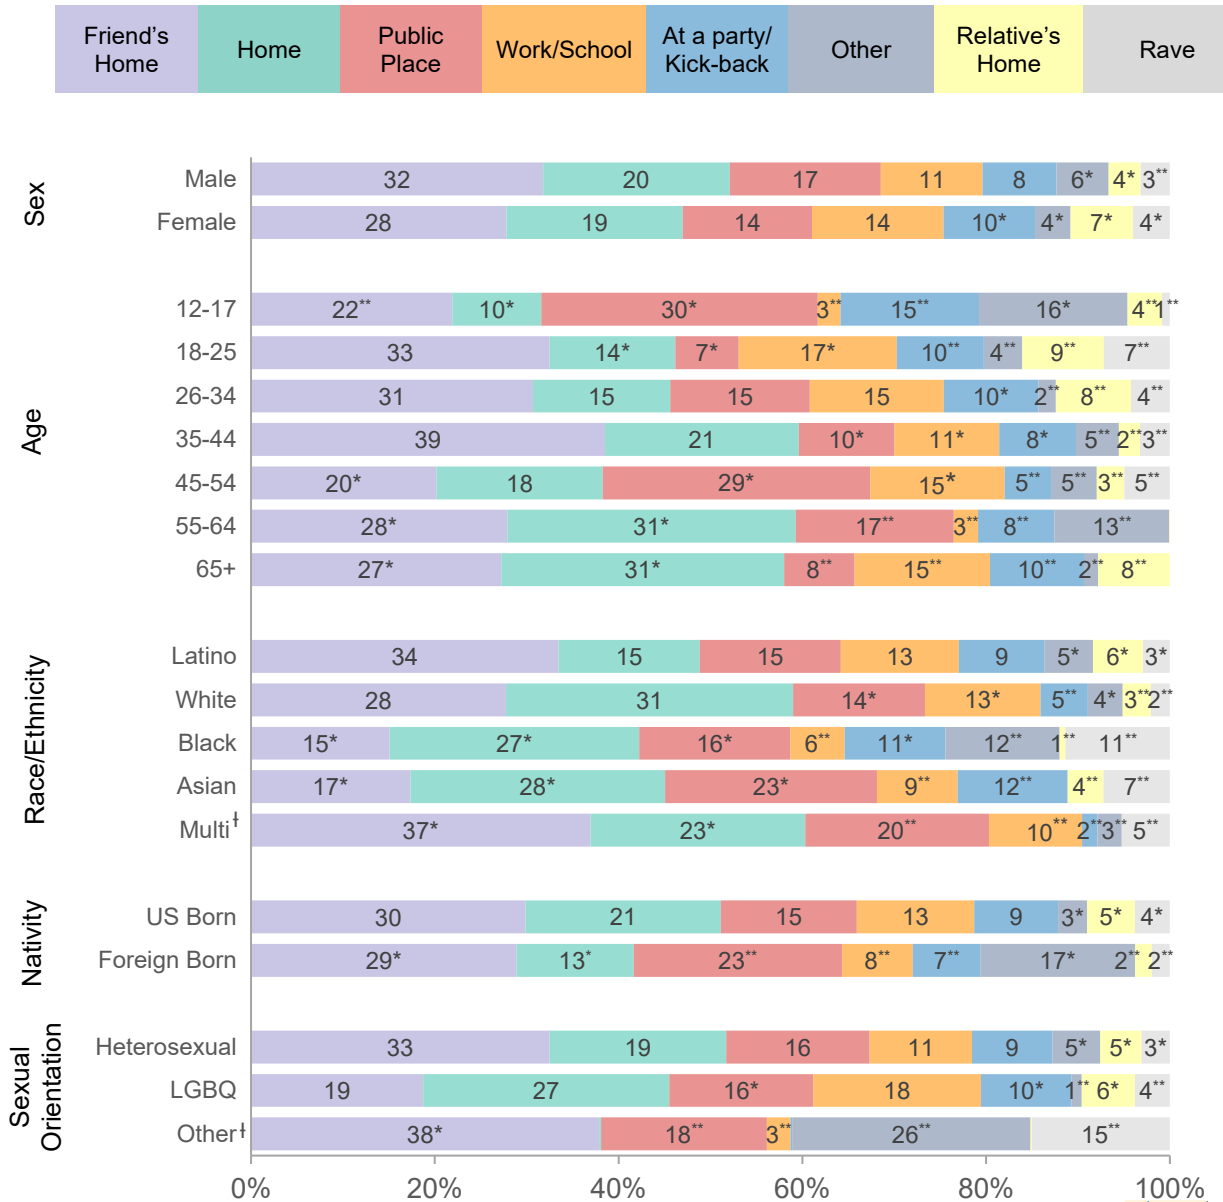 Friend's
Home
Home
Public
Place
Work/School
At a party/
Kick-back
Other
Relative's
Home
Rave
Sex
Male 32 20 17 11 8 6* 4* 3**
Female 28 19 14 14 10* 4* 7* 4*
Age
12-17 22** 10* 30* 3** 15** 16* 4** 1**
18-25 33 14* 7* 17* 10** 4** 9** 7**
26-34 31 15 15 15 10* 2** 8** 4**
35-44 39 21 10* 11* 8* 5** 2** 3**
45-54 20* 18 29* 15* 5** 5** 3** 5**
55-64 28* 31* 17** 3** 8** 13**
65+ 27* 31* 8** 15** 10** 2** 8**
Race/Ethnicity
Latino 34 15 15 13 9 5* 6* 3*
White 28 31 14* 13* 5** 4* 3** 2**
Black 15* 27* 16* 6** 11* 12** 1** 11**
Asian 17* 28* 23* 9** 12** 4** 7**
Multiƚ 37* 23* 20** 10** 2** 3** 5**
Nativity
US Born 30 21 15 13 9 3* 5* 4*
Foreign Born 29* 13* 23** 8** 7** 17* 2** 2**
Sexual
Orientation
Heterosexual 33 19 16 11 9 5* 5* 3*
LGBQ 19 27 16* 18 10* 1** 6* 4**
Otherƚ 38* 18** 3** 26** 15**
0% 20% 40% 60% 80% 100%